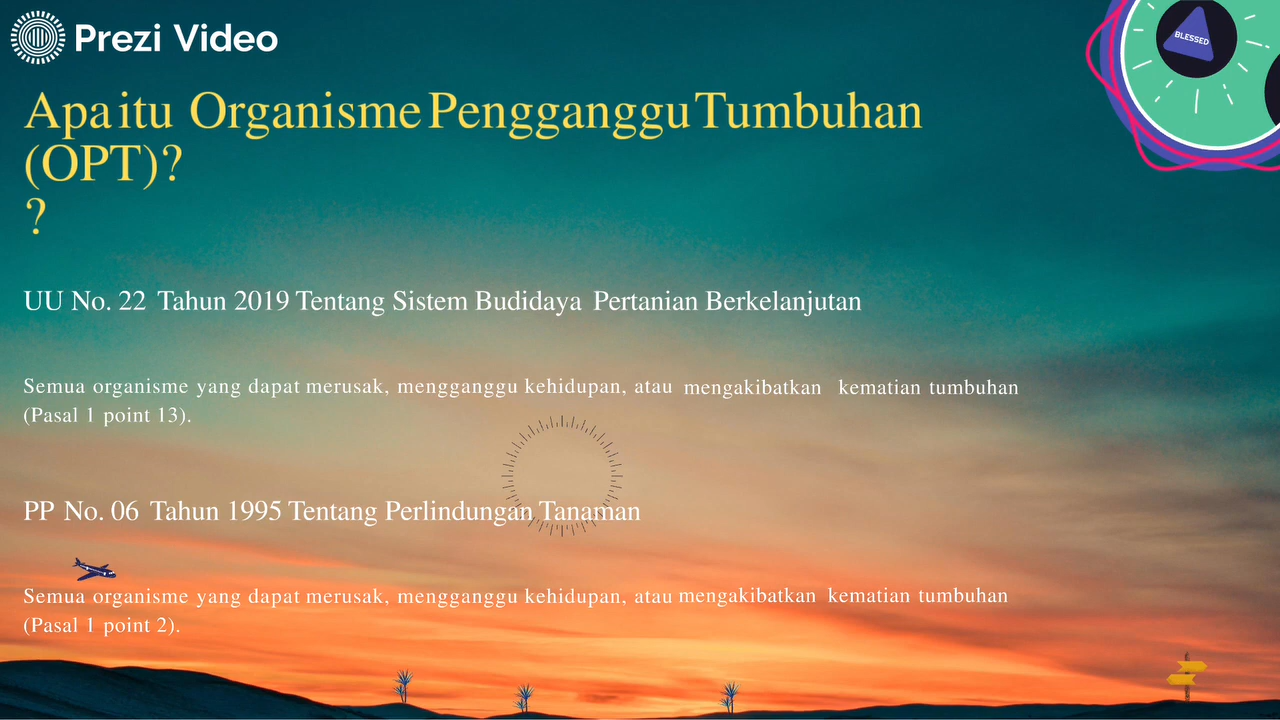 Prezi Video
BLESSED
Apa itu Organisme Pengganggu Tumbuhan
(OPT)?
?
UU No. 22 Tahun 2019 Tentang Sistem Budidaya Pertanian Berkelanjutan
Semua organisme yang dapat merusak, mengganggu kehidupan, atau mengakibatkan kematian tumbuhan
(Pasal 1 point 13).
PP No. 06 Tahun 1995 Tentang Perlindungan Tanaman
Semua organisme yang dapat merusak, mengganggu kehidupan, atau mengakibatkan kematian tumbuhan
(Pasal 1 point 2).